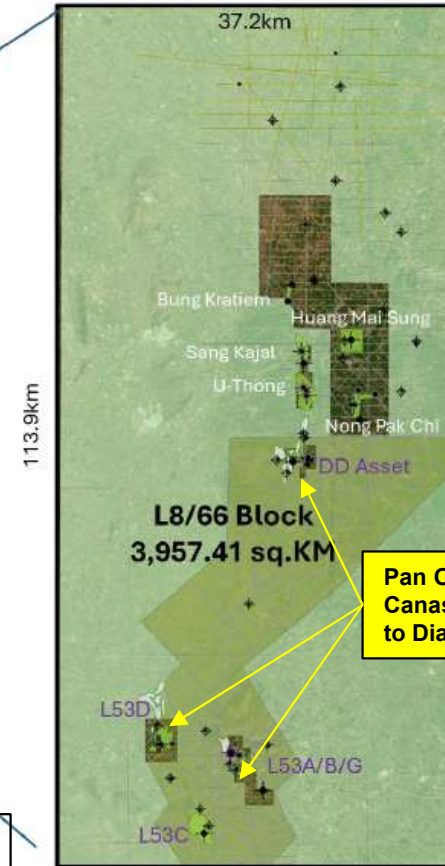 37.2km
Bung Kratiem
Huang Mai Sung
Sang Kajal
U-Thong
Nong Pak Chi
DD Asset
113.9km
L8/66 Block
3,957.41 sq.KM
Pan
Canas
to Dia
L53D
L53A/B/G
L53C